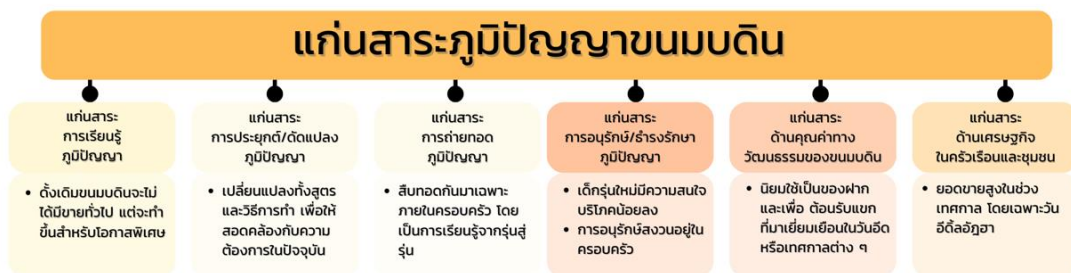 แก่นสาระภูมิปัญญาขนมบดิน
แก่นสาระ
การเรียนรู้
ภูมิปัญญา
• ดั้งเดิมขนมบดินจะไม่
ได้มีขายทั่วไป แต่จะทำ
ขึ้นสำหรับโอกาสพิเศษ
แก่นสาระ
การประยุกต์/ดัดแปลง
ภูมิปัญญา
• เปลี่ยนแปลงทั้งสูตร
และวิธีการทำ เพื่อให้
สอดคล้องกับความ
ต้องการในปัจจุบัน
แก่นสาระ
การถ่ายทอด
ภูมิปัญญา
• สืบทอดกันมาเฉพาะ
ภายในครอบครัว โดย
เป็นการเรียนรู้จากรุ่นสู่
รุ่น
แก่นสาระ
การอนุรักษ์/ธำรงรักษา
ภูมิปัญญา
• เด็กรุ่นใหม่มีความสนใจ
บริโภคน้อยลง
• การอนุรักษ์สงวนอยู่ใน
ครอบครัว
แก่นสาระ
ด้านคุณค่าทาง
วัฒนธรรมของขนมบดิน
• นิยมใช้เป็นของฝาก
และเพื่อ ต้อนรับแขก
ที่มาเยี่ยมเยือนในวันอีด
หรือเทศกาลต่าง ๆ
แก่นสาระ
ด้านเศรษฐกิจ
ในครัวเรือนและชุมชน
• ยอดขายสูงในช่วง
เทศกาล โดยเฉพาะวัน
อีดิ้ลอัฎฮา